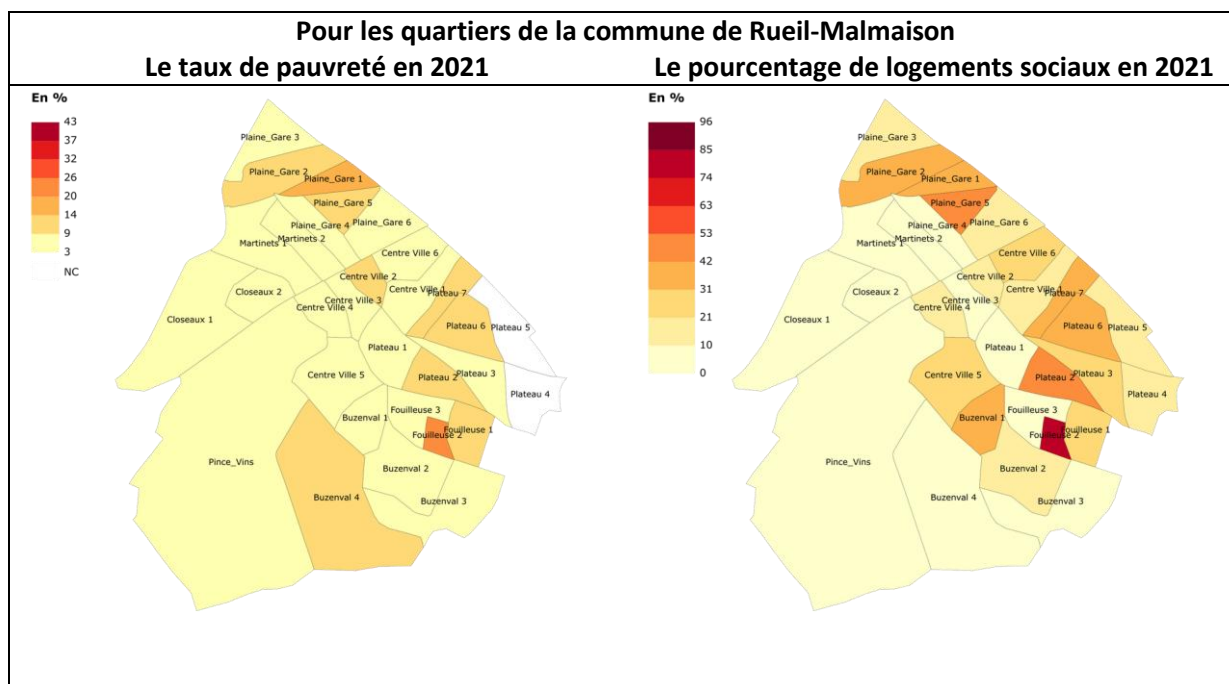 Pour les quartiers de la commune de Rueil-Malmaison
Le taux de pauvreté en 2021
Le pourcentage de logements sociaux en 2021
En %
43
37
32
26
20
14
9
3
NC
Plaine_Gare 3
Plaine_Gare 2
Plaine_Gare 1
Plaine_Gare 5
Plaine_Gare 4
Plaine_Gare 6
Martinets 1
Martinets 2
Centre Ville 6
Centre Ville 2
Closeaux 2
Centre Ville 1
Plateau 7
Centre Ville 3
Centre Ville 4
Closeaux 1
Plateau 6
Plateau 5
Plateau 1
Centre Ville 5
Plateau 2
Plateau 3
Plateau 4
Buzenval 1
Fouilleuse 3
Fouilleuse 1
Fouilleuse 2
Pince_Vins
Buzenval 2
Buzenval 4
Buzenval 3
En %
96
85
74
63
53
42
31
21
10
0
Plaine_Gare 3
Plaine_Gare 2
Plaine_Gare 1
Plaine_Gare 5
Plaine_Gare 4
Plaine_Gare 6
Martinets 1
Martinets 2
Centre Ville 6
Centre Ville 2
Closeaux 2
Centre Ville 1
Plateau 7
Centre Ville 3
Centre Ville 4
Closeaux 1
Plateau 6
Plateau 5
Plateau 1
Centre Ville 5
Plateau 2
Plateau 3
Plateau 4
Buzenval 1
Fouilleuse 3
Fouilleuse 1
Fouilleuse 2
Pince_Vins
Buzenval 2
Buzenval 4
Buzenval 3